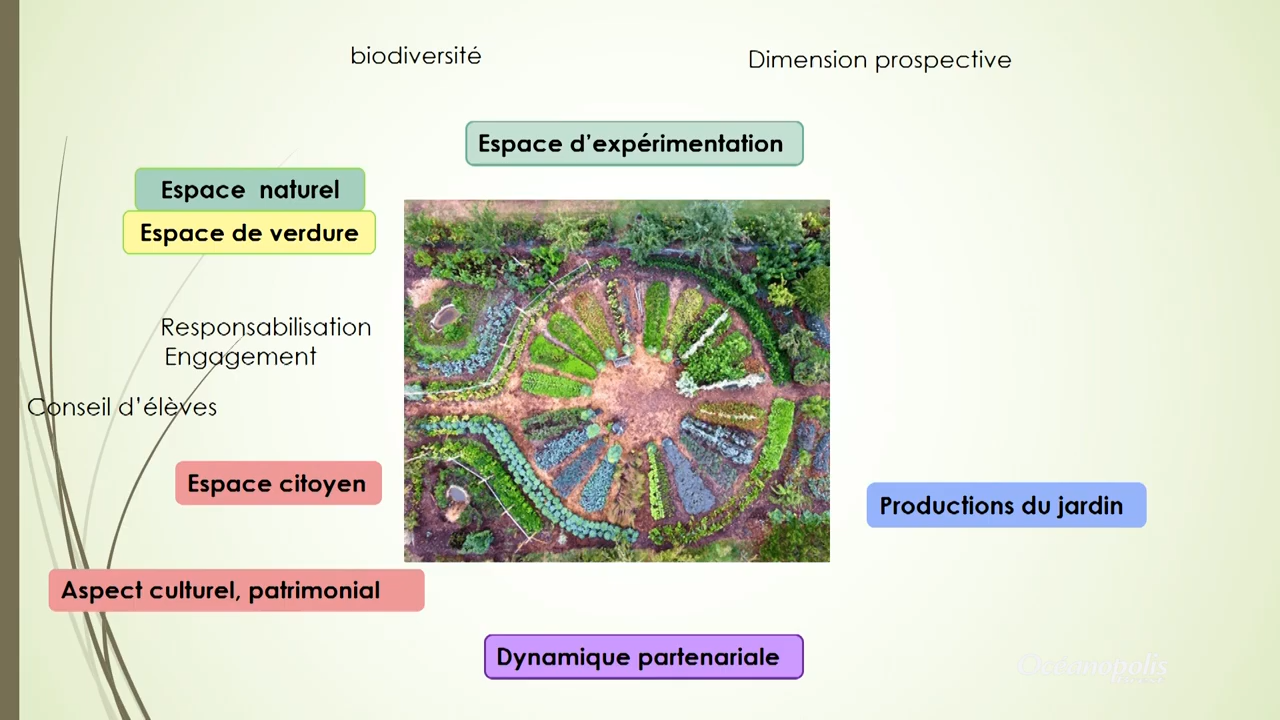 biodiversité
Dimension prospective
Espace d'expérimentation
Espace naturel
Espace de verdure
Responsabilisation
Engagement
Conseil d'élèves
Espace citoyen
Productions du jardin
Aspect culturel, patrimonial
Dynamique partenariale
Océanopolis